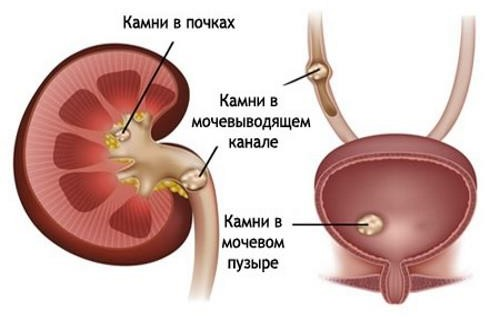 Камни в почках
Камни в
мочевыводящем
канале
Камни в
мочевом
пузыре